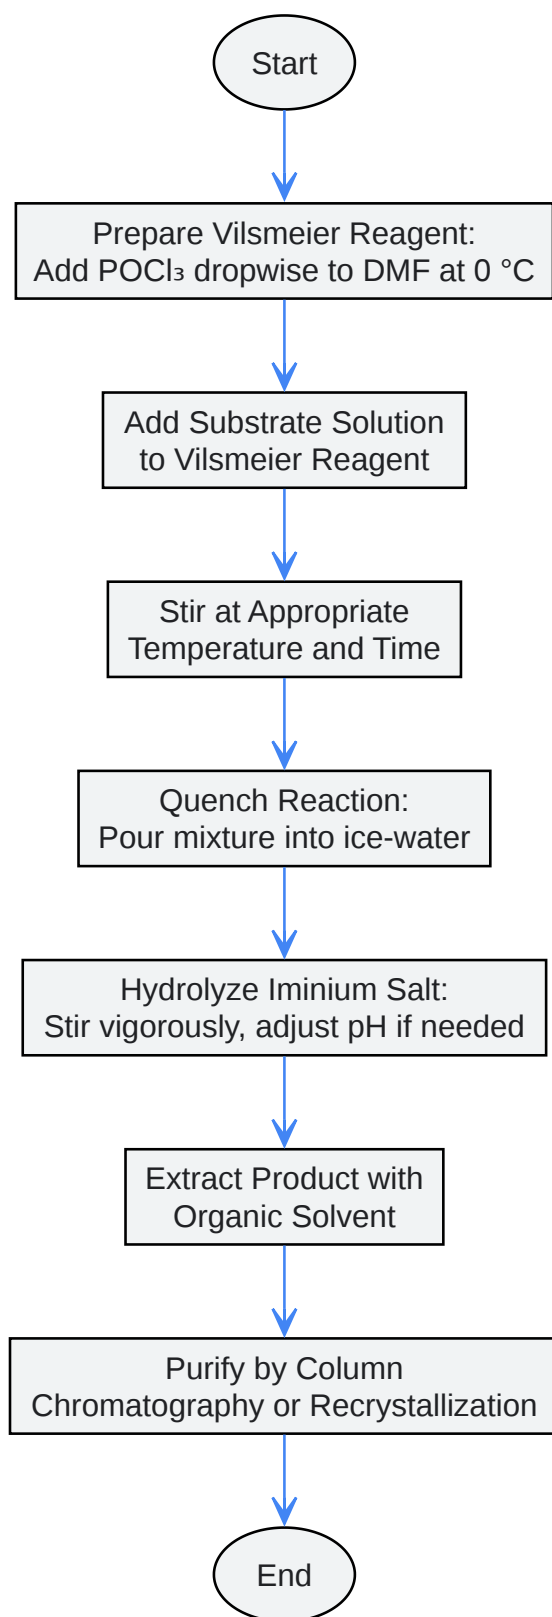 Start
Prepare Vilsmeier Reagent:
Add POCl₃ dropwise to DMF at 0 °C
Add Substrate Solution
to Vilsmeier Reagent
Stir at Appropriate
Temperature and Time
Quench Reaction:
Pour mixture into ice-water
Hydrolyze Iminium Salt:
Stir vigorously, adjust pH if needed
Extract Product with
Organic Solvent
Purify by Column
Chromatography or Recrystallization
End